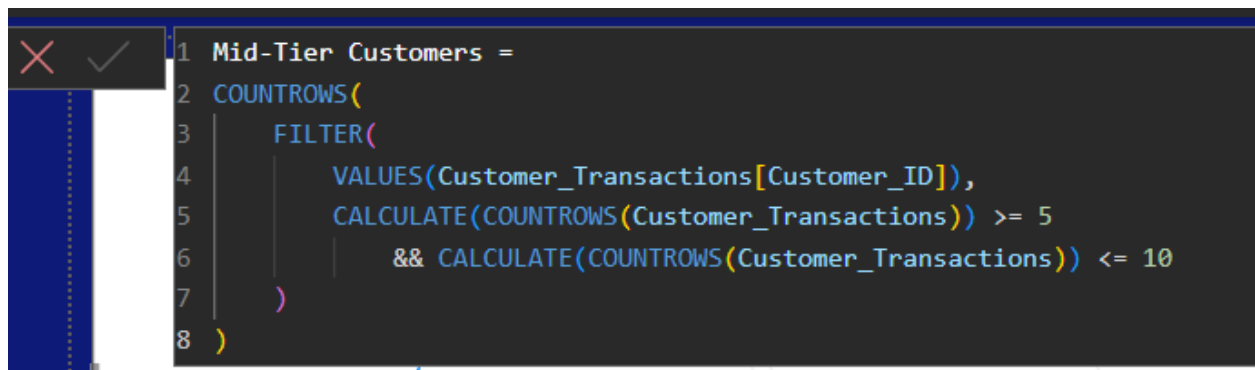 1 Mid-Tier Customers =
2 COUNTROWS(
3 FILTER(
4 VALUES(Customer_Transactions[Customer_ID]),
5 CALCULATE(COUNTROWS(Customer_Transactions)) >= 5
6 && CALCULATE(COUNTROWS(Customer_Transactions)) <= 10
7 )
8 )